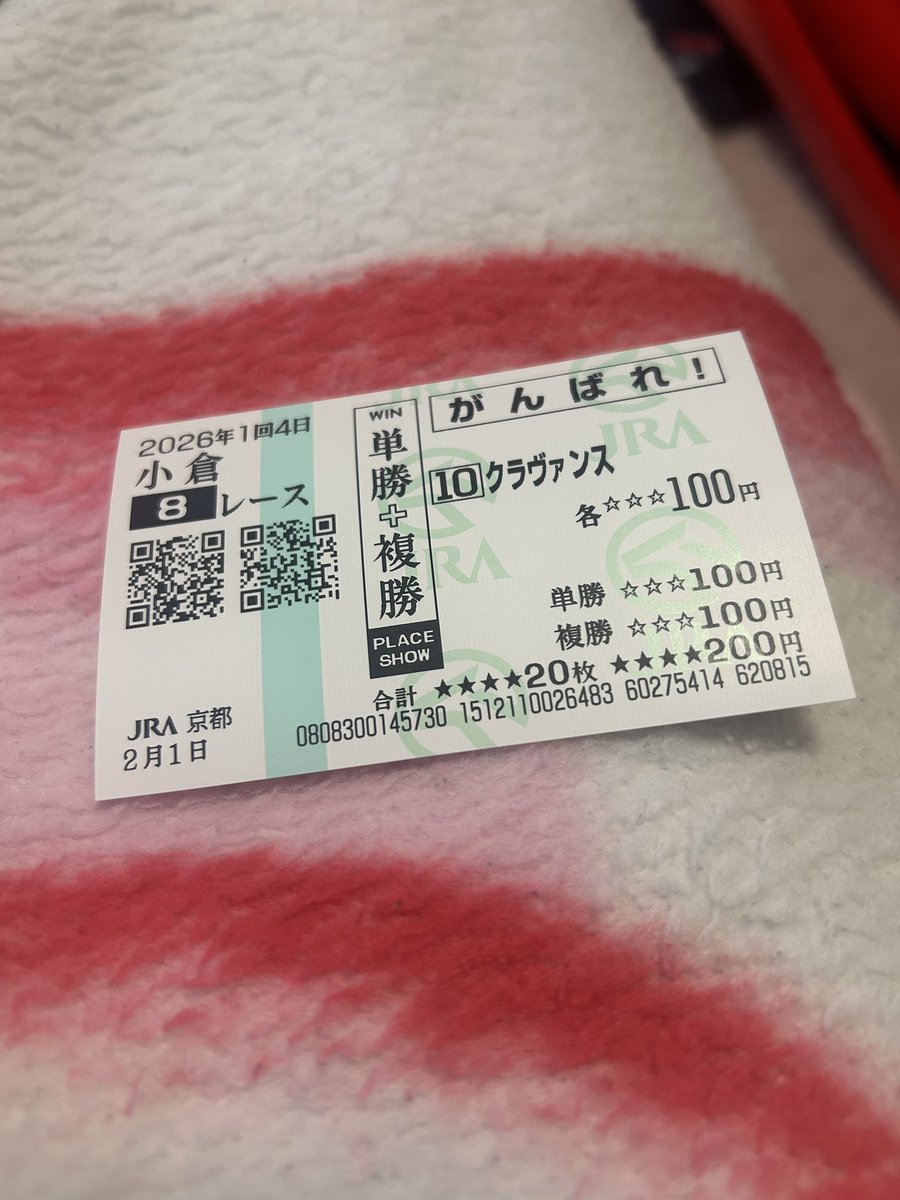 2026年1回4日
小倉
8レース
JRA 京都
2月1日
WIN
単勝+複勝
PLACE
SHOW
がんばれ!
10 クラヴァンス
各☆☆☆100円
単勝 ☆☆☆100円
複勝 ☆☆☆100円
合計 ★★★★20枚 ★★★★200円
0808300145730 1512110026483 60275414 620815
JRA
JRA
JRA